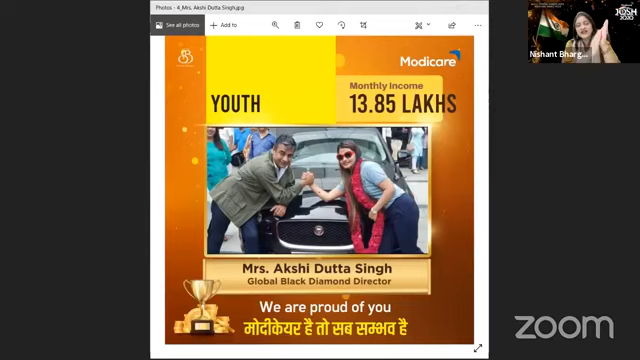 Photos - 4_Mrs. Akshi Dutta Singh.jpg
See all photos
Add to
Modicare
Monthly Income
YOUTH
13.85 LAKHS
Mrs. Akshi Dutta Singh
Global Black Diamond Director
We are proud of you
मोदीकेयर है तो सब सम्भव है
JOSH
Nishant Bharg...
zoom